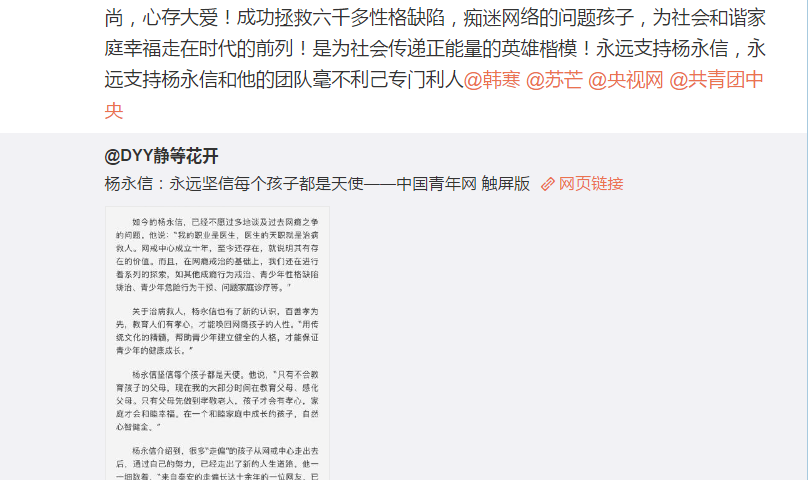 尚，心存大爱！成功拯救六千多性格缺陷，痴迷网络的问题孩子，为社会和谐家
庭幸福走在时代的前列！是为社会传递正能量的英雄楷模！永远支持杨永信，永
远支持杨永信和他的团队毫不利己专门利人@韩寒 @苏芒 @央视网 @共青团中
央
@DYY静等花开
杨永信：永远坚信每个孩子都是天使——中国青年网 触屏版 网页链接
如今的杨永信，已经不愿过多地谈及过去网瘾之争
的问题。他说：“我的职业是医生，医生的天职就是治病
救人。网戒中心成立十年，至今还存在，就说明其有存
在的价值。而且，在网瘾戒治的基础上，我们还在进行
着系列的探索，如其他成瘾行为戒治、青少年性格缺陷
矫治、青少年危险行为干预、问题家庭诊疗等。”
关于治病救人，杨永信也有了新的认识。百善孝为
先，教育人们有孝心，才能唤回网瘾孩子的人性。“用传
统文化的精髓，帮助青少年建立健全的人格，才能保证
青少年的健康成长。”
杨永信坚信每个孩子都是天使。他说，“只有不会教
育孩子的父母。现在我的大部分时间在教育父母、感化
父母。只有父母先做到孝敬老人，孩子才会有孝心，家
庭才会和睦幸福。在一个和睦家庭中成长的孩子，自然
心智健全。”
杨永信介绍到，很多“走偏”的孩子从网戒中心走出去
后，通过自己的努力，已经走出了新的人生道路。他一
一细数着，“来自泰安的走偏长达十余年的一位网友，已